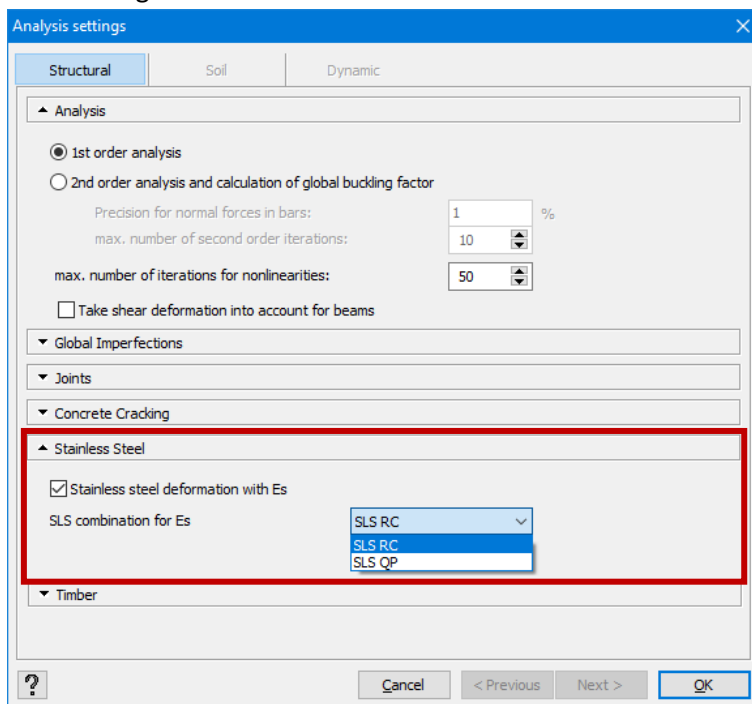 Analysis settings
Structural Soil Dynamic
Analysis
1st order analysis
2nd order analysis and calculation of global buckling factor
Precision for normal forces in bars: 1 %
max. number of second order iterations: 10
max. number of iterations for nonlinearities: 50
Take shear deformation into account for beams
Global Imperfections
Joints
Concrete Cracking
Stainless Steel
Stainless steel deformation with Es
SLS combination for Es SLS RC
SLS RC
SLS QP
Timber
? Cancel < Previous Next > OK